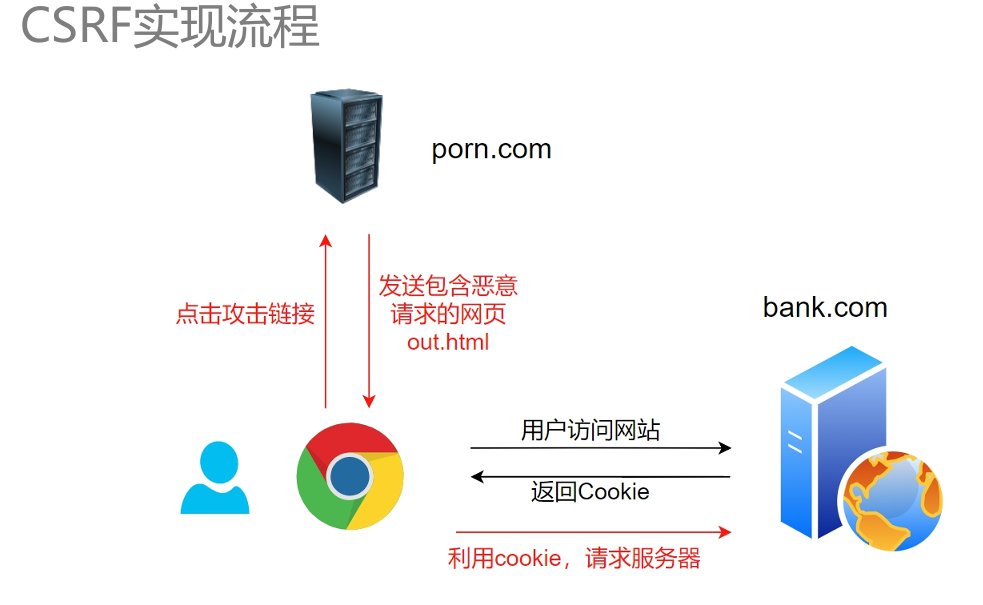 CSRF实现流程
porn.com
点击攻击链接
发送包含恶意
请求的网页
out.html
bank.com
用户访问网站
返回Cookie
利用cookie，请求服务器